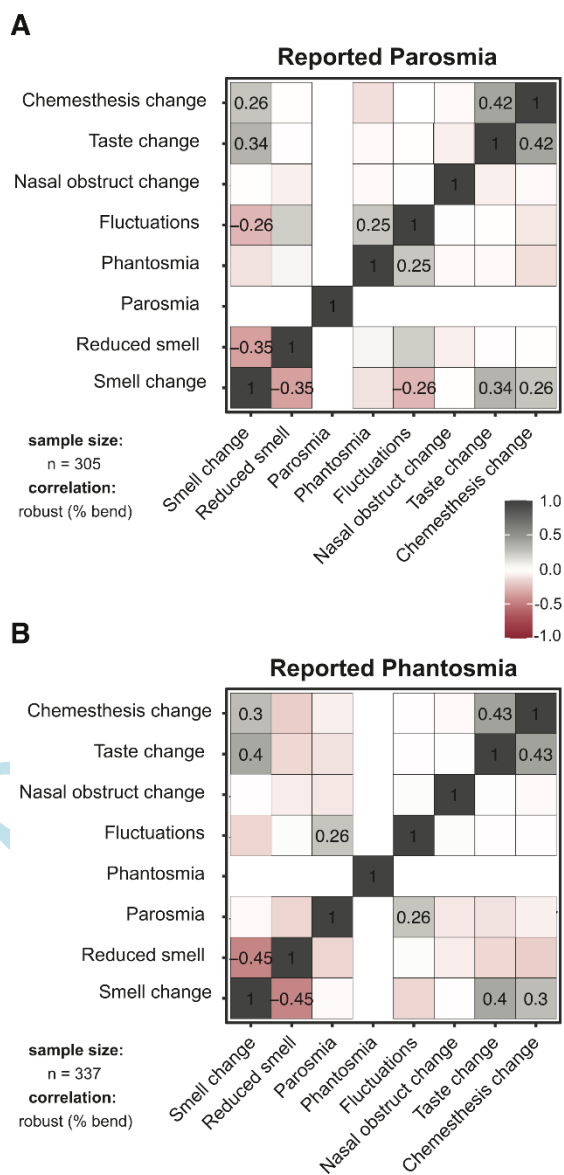 A
Reported Parosmia
Chemesthesis change 0.26 0.42 1
Taste change 0.34 1 0.42
Nasal obstruct change 1
Fluctuations −0.26 0.25 1
Phantosmia 1 0.25
Parosmia 1
Reduced smell −0.35 1
Smell change 1 −0.35 −0.26 0.34 0.26
Smell change
Reduced smell
Parosmia
Phantosmia
Fluctuations
Nasal obstruct change
Taste change
Chemesthesis change
sample size:
n = 305
correlation:
robust (% bend)
1.0
0.5
0.0
-0.5
-1.0
B
Reported Phantosmia
Chemesthesis change 0.3 0.43 1
Taste change 0.4 1 0.43
Nasal obstruct change 1
Fluctuations 0.26 1
Phantosmia 1
Parosmia 1 0.26
Reduced smell −0.45 1
Smell change 1 −0.45 0.4 0.3
Smell change
Reduced smell
Parosmia
Phantosmia
Fluctuations
Nasal obstruct change
Taste change
Chemesthesis change
sample size:
n = 337
correlation:
robust (% bend)